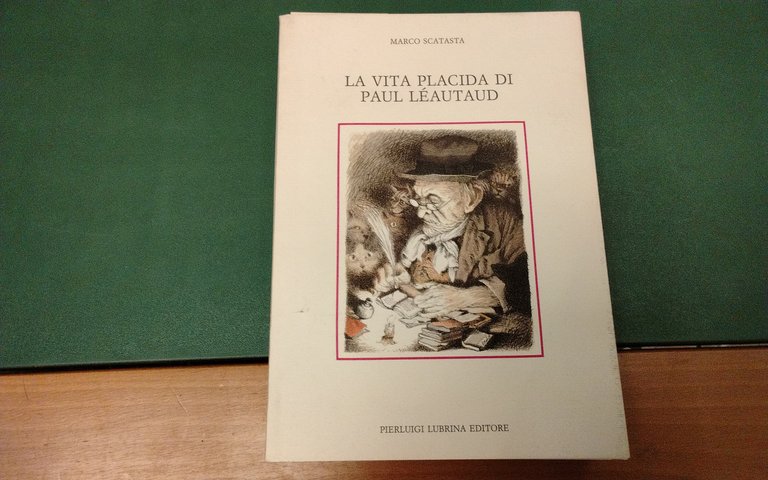 MARCO SCATASTA
LA VITA PLACIDA DI
PAUL LÉAUTAUD
PIERLUIGI LUBRINA EDITORE